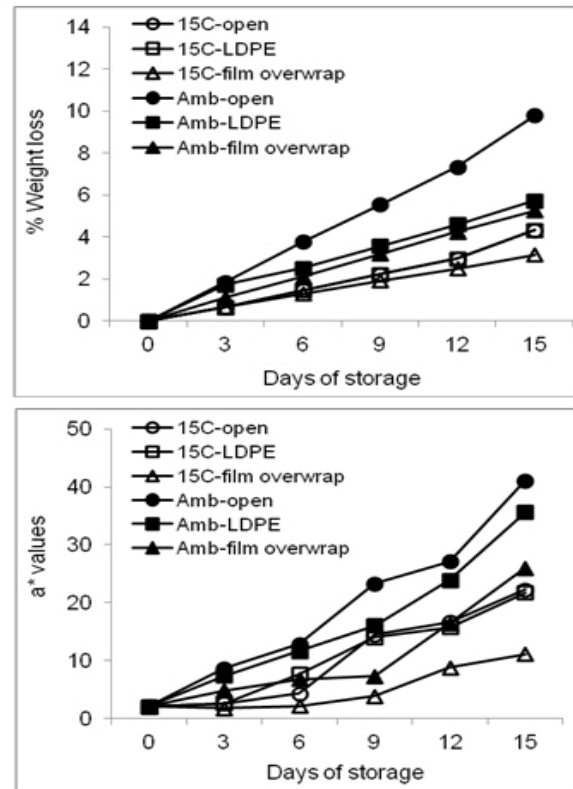 15C-open
15C-LDPE
15C-film overwrap
Amb-open
Amb-LDPE
Amb-film overwrap
14
12
10
8
6
4
2
0
% Weight loss
0 3 6 9 12 15
Days of storage
15C-open
15C-LDPE
15C-film overwrap
Amb-open
Amb-LDPE
Amb-film overwrap
50
40
30
20
10
0
a* values
0 3 6 9 12 15
Days of storage